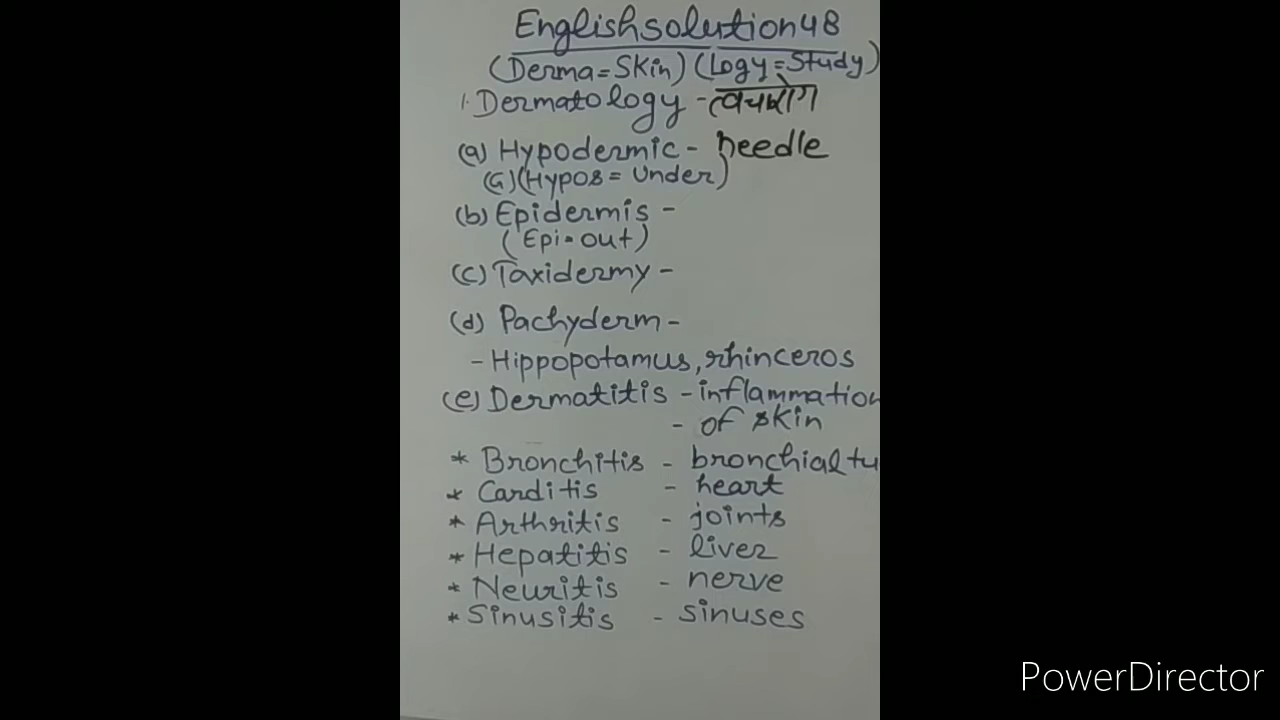 Englishsolution48
(Derma=Skin) (Logy=Study)
1. Dermatology -त्वचारोग
(a) Hypodermic - Needle
(G)(Hypos = Under)
(b) Epidermis -
( Epi=out)
(c) Taxidermy -
(d) Pachyderm -
- Hippopotamus, rhinceros
(e) Dermatitis - inflammation
- of skin
* Bronchitis - bronchial tu
* Carditis - heart
* Arthritis - joints
* Hepatitis - liver
* Neuritis - nerve
* Sinusitis - sinuses
PowerDirector